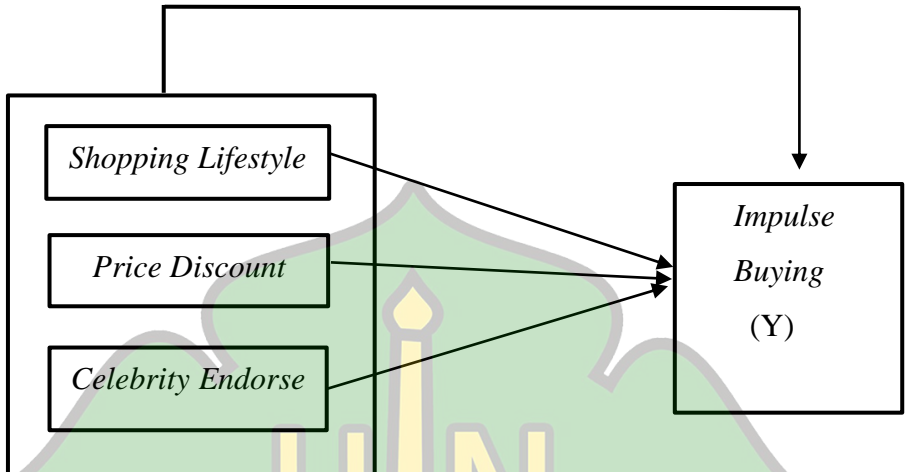 Shopping Lifestyle
Price Discount
Celebrity Endorse
Impulse
Buying
(Y)